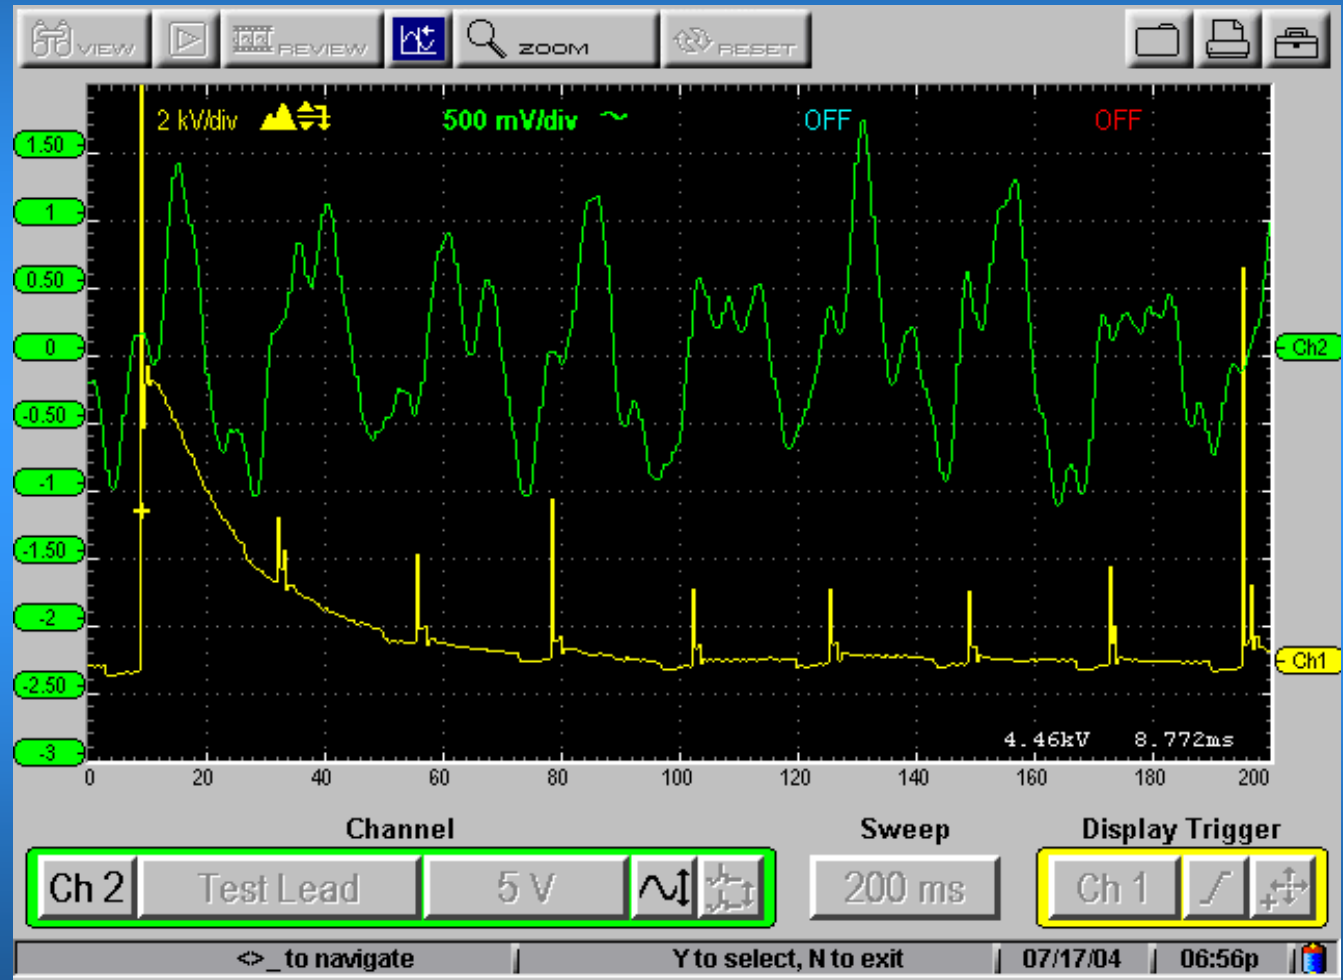 VIEW REVIEW ZOOM RESET
2 kV/div 500 mV/div OFF OFF
1.50
1
0.50
0
Ch2
-0.50
-1
-1.50
-2
Ch1
-2.50
4.46kV 8.772ms
-3
0 20 40 60 80 100 120 140 160 180 200
Channel Sweep Display Trigger
Ch 2 Test Lead 5 V 200 ms Ch 1
<>_ to navigate Y to select, N to exit 07/17/04 06:56p